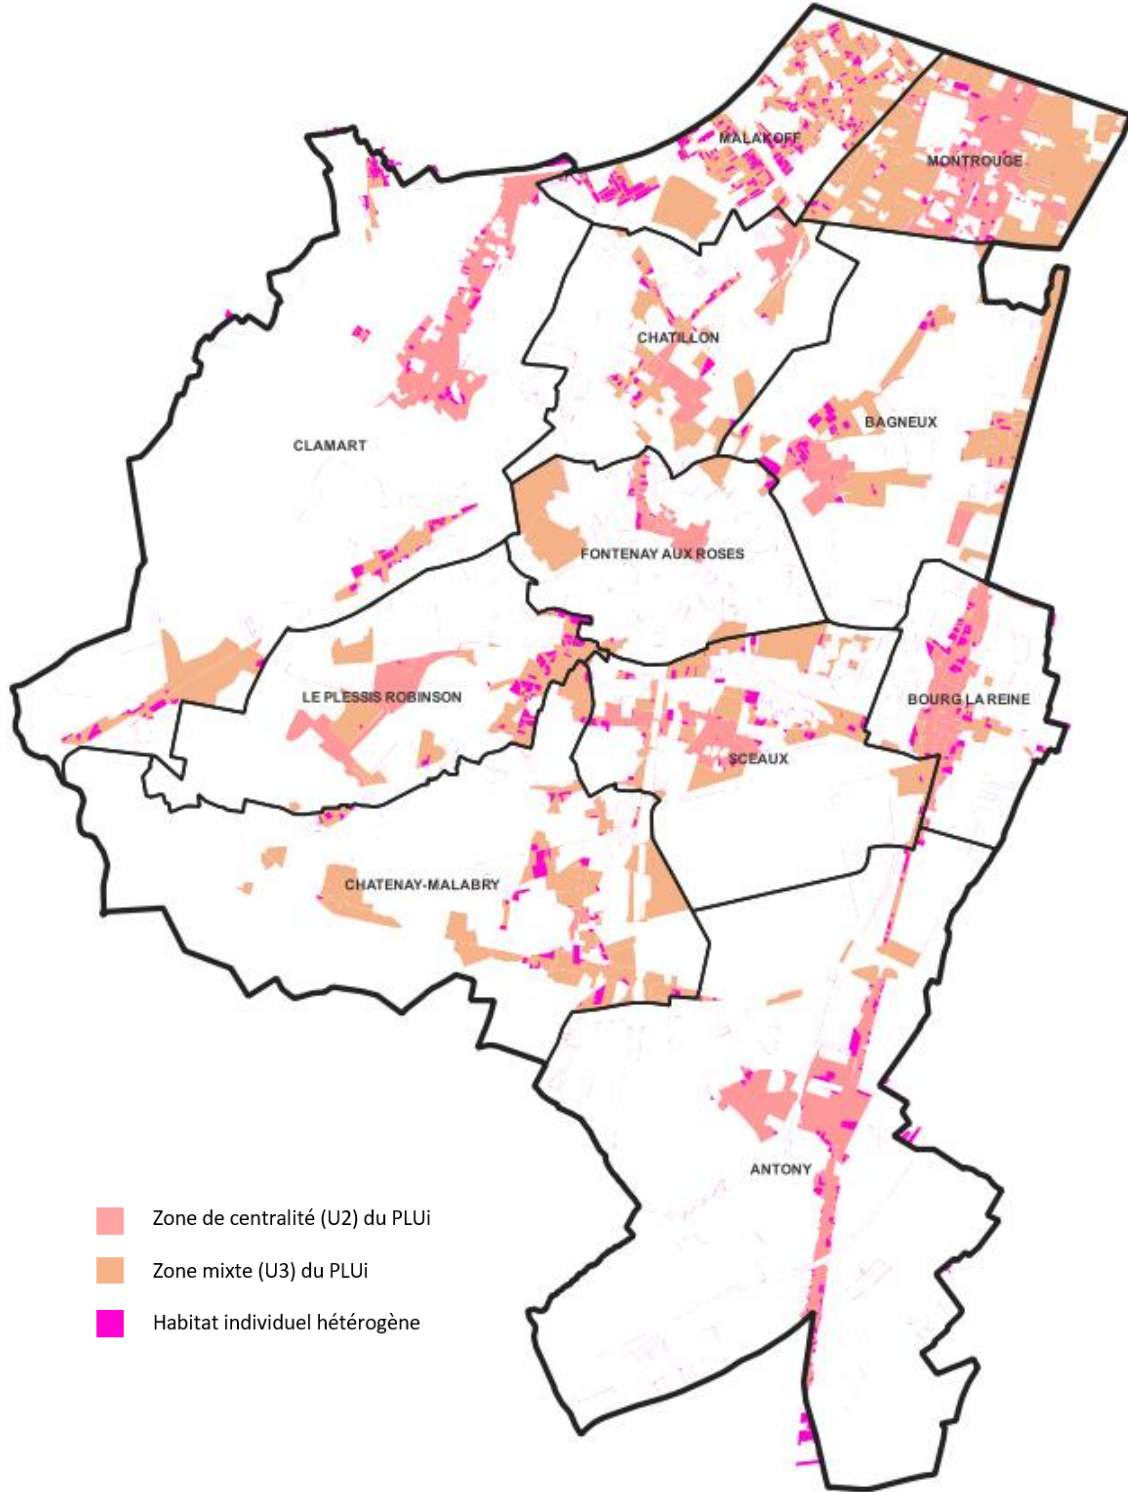 MALAKOFF
MONTROUGE
CHATILLON
BAGNEUX
CLAMART
FONTENAY AUX ROSES
LE PLESSIS ROBINSON
BOURG LA REINE
SCEAUX
CHATENAY-MALABRY
ANTONY
Zone de centralité (U2) du PLUi
Zone mixte (U3) du PLUi
Habitat individuel hétérogène